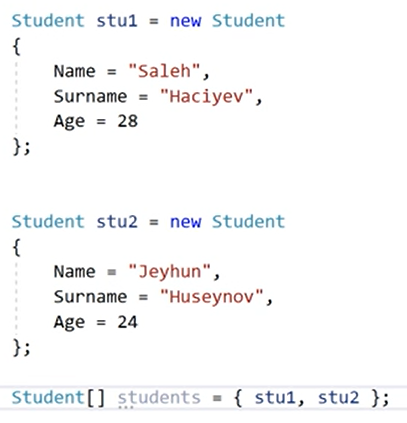 Student stu1 = new Student
{
    Name = "Saleh",
    Surname = "Haciyev",
    Age = 28
};
Student stu2 = new Student
{
    Name = "Jeyhun",
    Surname = "Huseynov",
    Age = 24
};
Student[] students = { stu1, stu2 };